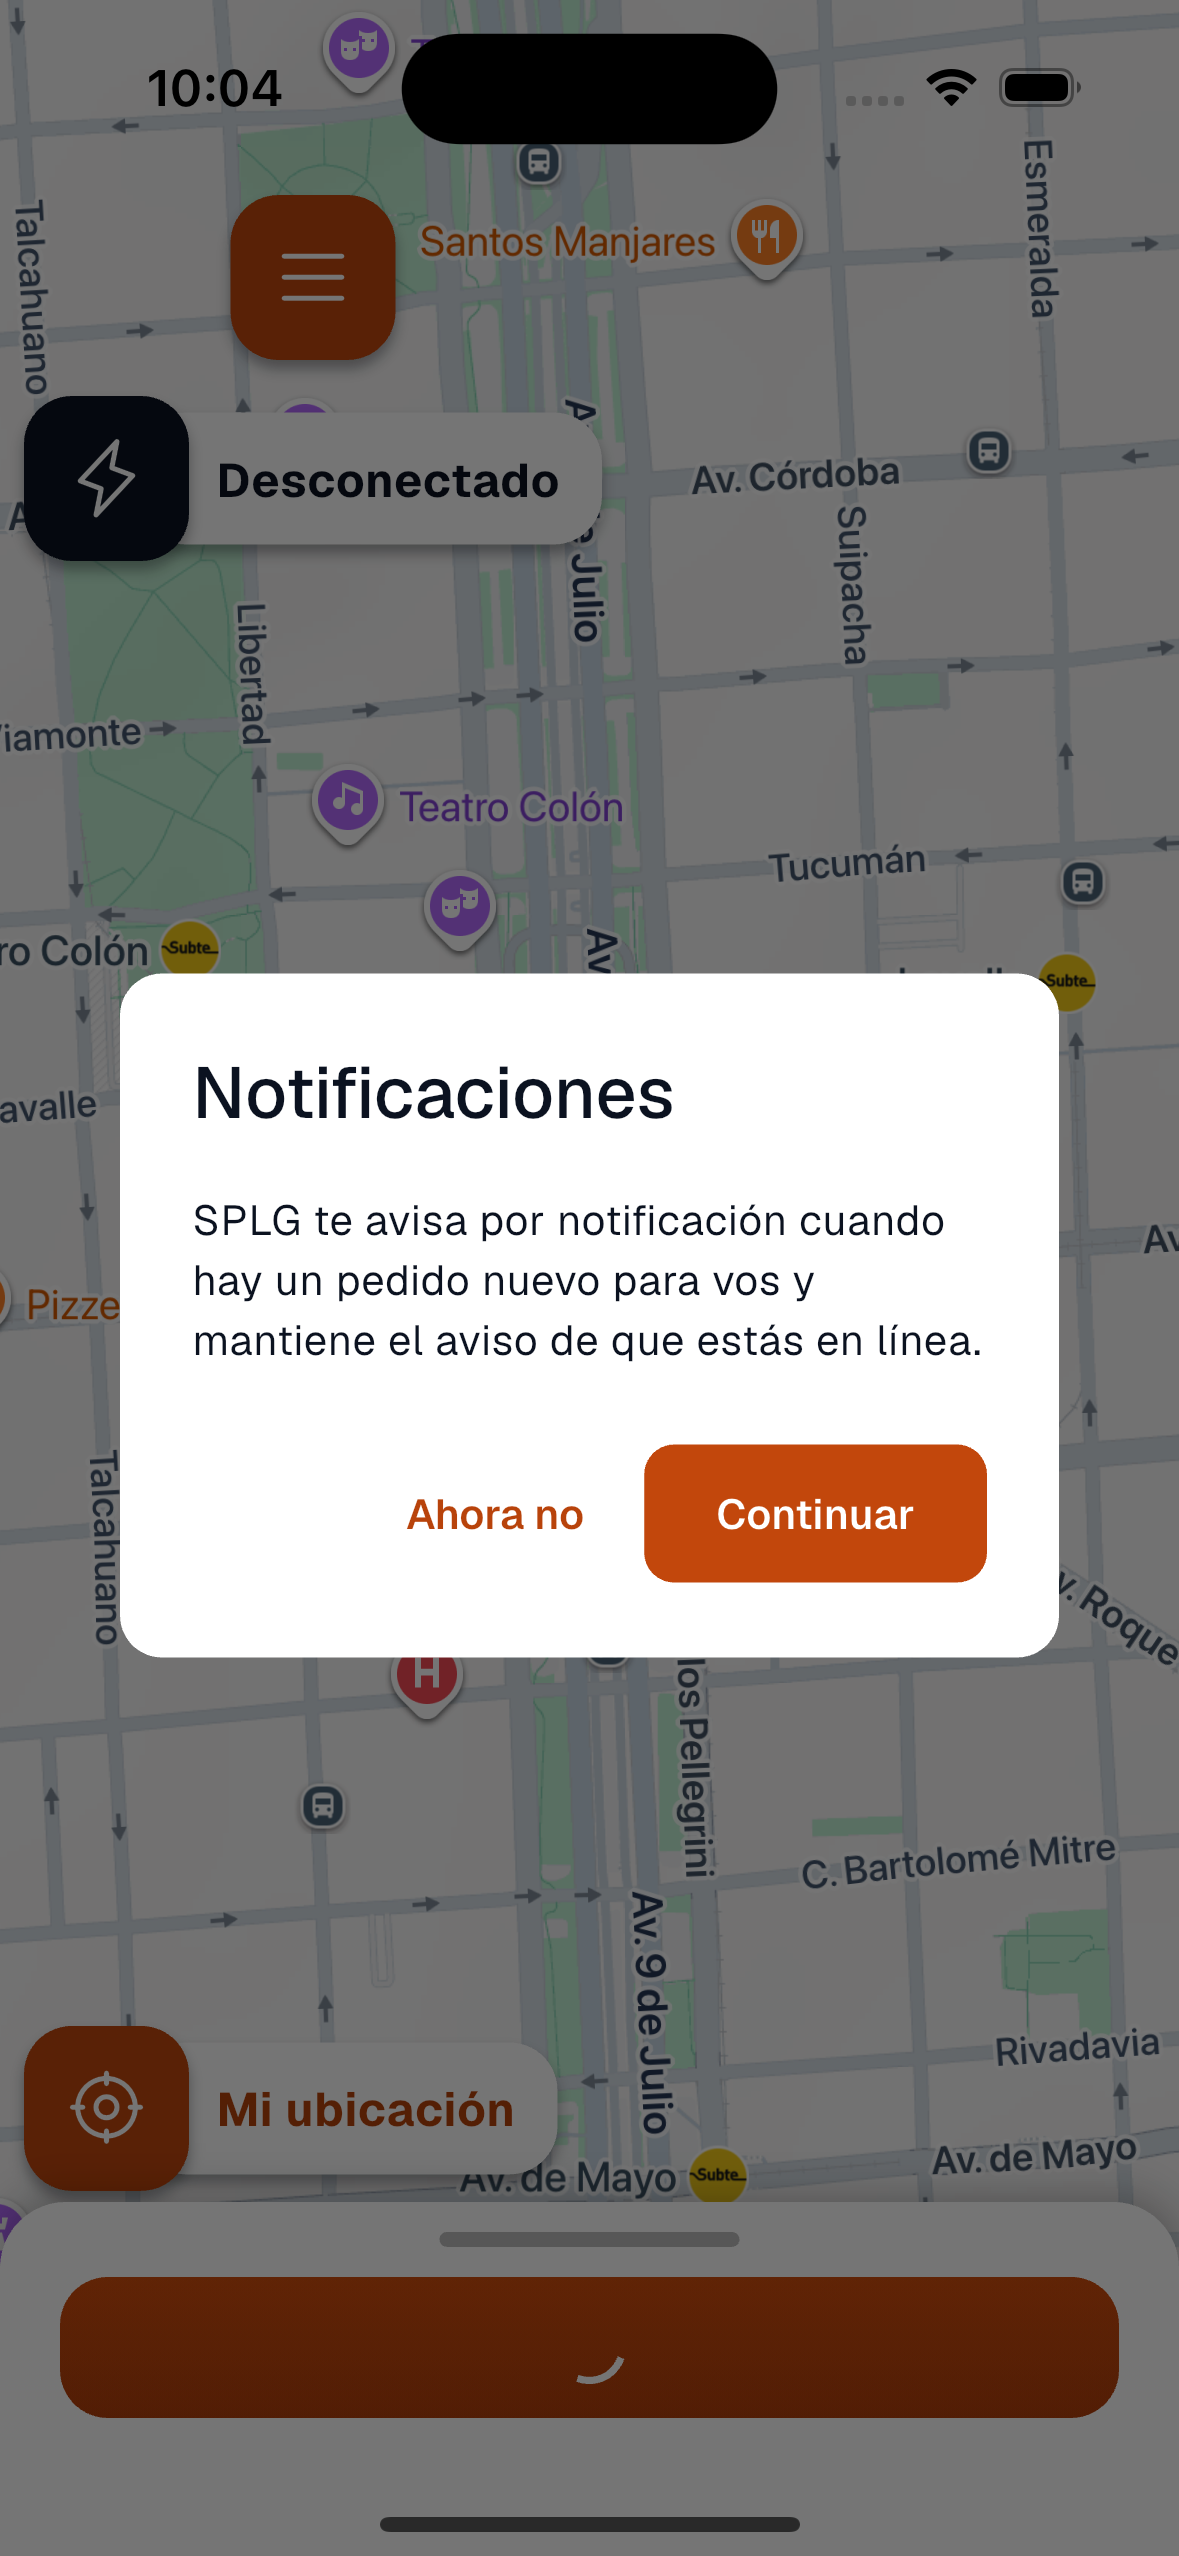 10:04
Santos Manjares
Esmeralda
Talcahuano
Desconectado
Av. Córdoba
Julio
Suipacha
Libertad
Viamonte
Teatro Colón
Tucumán
ro Colón
Subte
Av
Subte
avalle
Notificaciones
SPLG te avisa por notificación cuando
hay un pedido nuevo para vos y
mantiene el aviso de que estás en línea.
Av
Pizze
Ahora no
Continuar
Talcahuano
v. Roque
H
los Pellegrini
C. Bartolomé Mitre
Av. 9 de Julio
Rivadavia
Mi ubicación
Av. de Mayo
Subte
Av. de Mayo